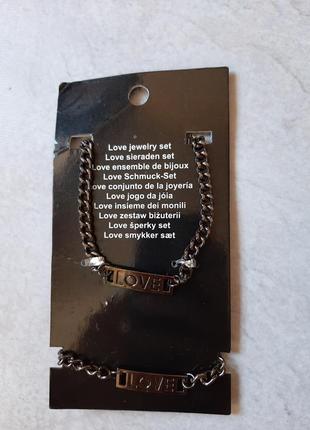 Love jewelry set
Love sieraden set
Love ensemble de bijoux
Love Schmuck-Set
Love conjunto de la joyería
Love jogo da jóia
Love insieme dei monili
Love zestaw biżuterii
Love šperky set
Love smykker sæt
LOVE
LOVE